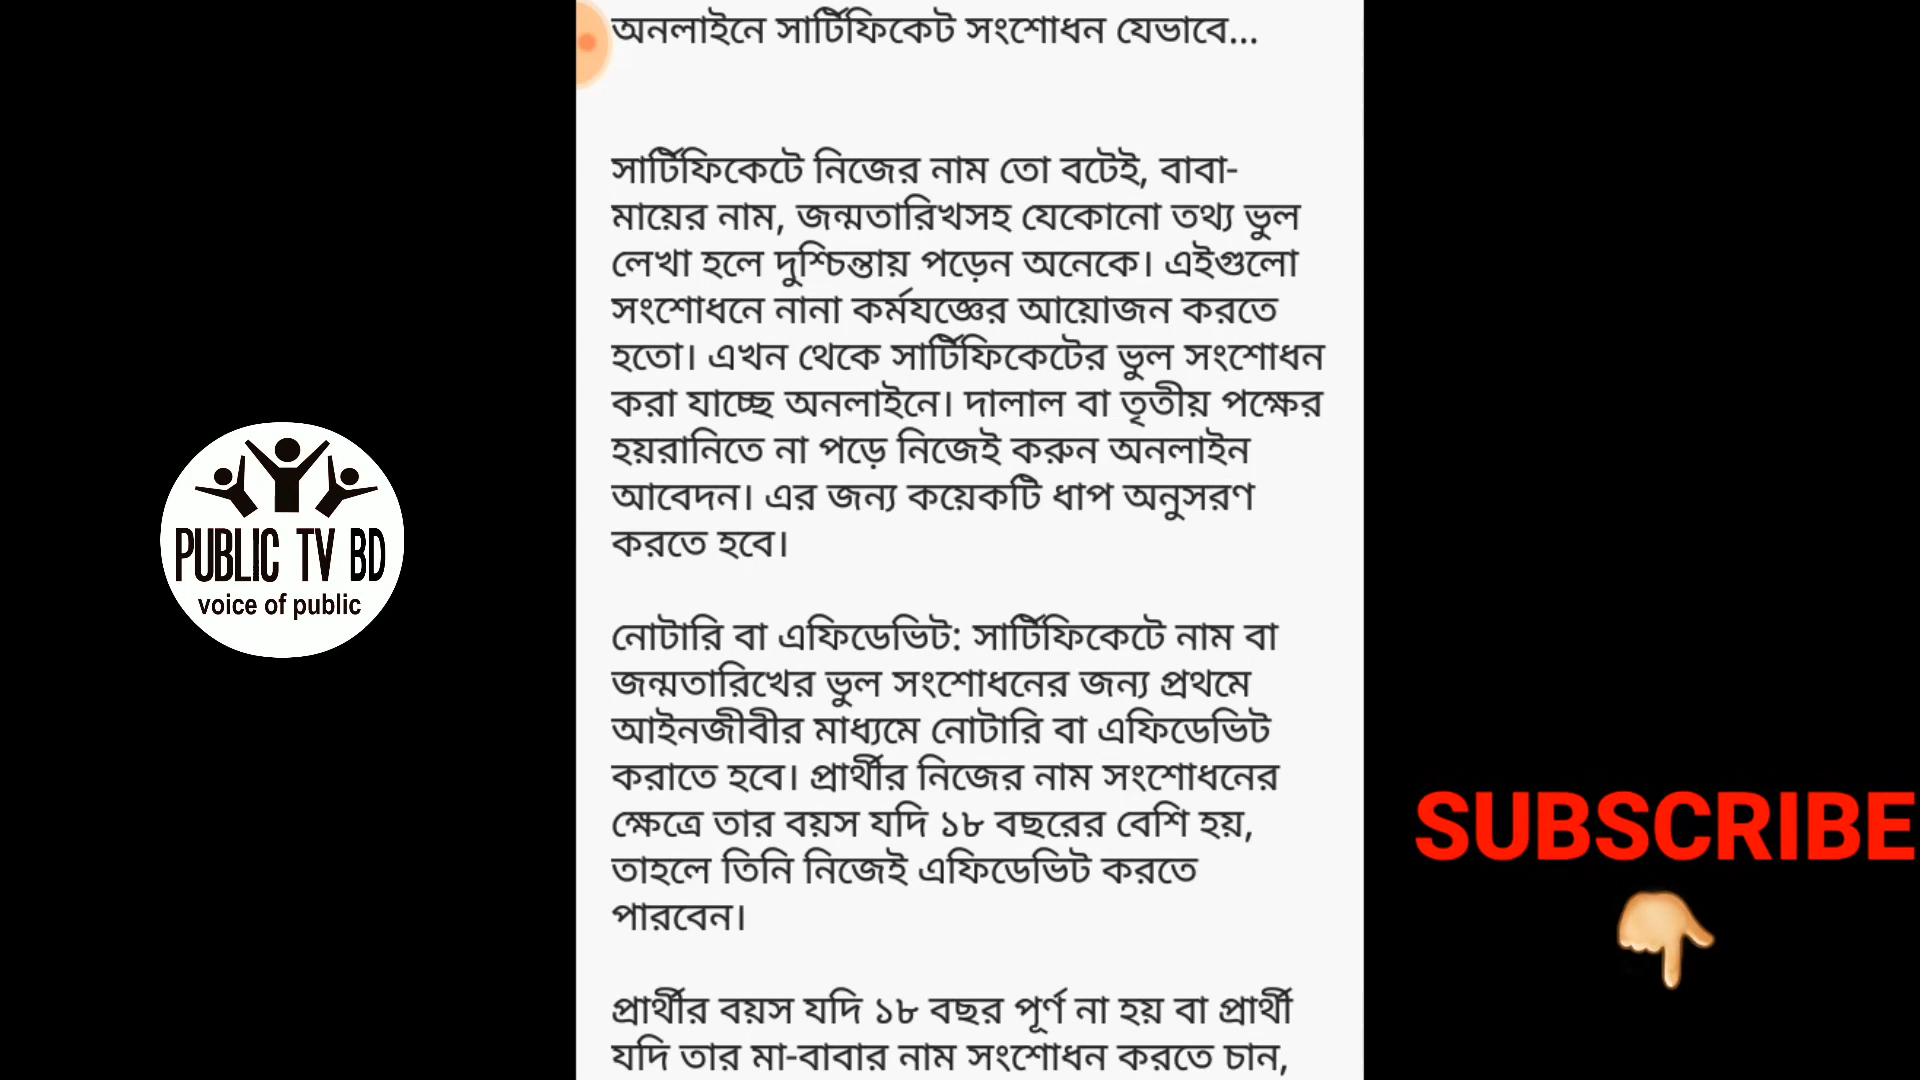 অনলাইনে সার্টিফিকেট সংশোধন যেভাবে...
সার্টিফিকেটে নিজের নাম তো বটেই, বাবা-
মায়ের নাম, জন্মতারিখসহ যেকোনো তথ্য ভুল
লেখা হলে দুশ্চিন্তায় পড়েন অনেকে। এইগুলো
সংশোধনে নানা কর্মযজ্ঞের আয়োজন করতে
হতো। এখন থেকে সার্টিফিকেটের ভুল সংশোধন
করা যাচ্ছে অনলাইনে। দালাল বা তৃতীয় পক্ষের
হয়রানিতে না পড়ে নিজেই করুন অনলাইন
আবেদন। এর জন্য কয়েকটি ধাপ অনুসরণ
করতে হবে।
নোটারি বা এফিডেভিট: সার্টিফিকেটে নাম বা
জন্মতারিখের ভুল সংশোধনের জন্য প্রথমে
আইনজীবীর মাধ্যমে নোটারি বা এফিডেভিট
করাতে হবে। প্রার্থীর নিজের নাম সংশোধনের
ক্ষেত্রে তার বয়স যদি ১৮ বছরের বেশি হয়,
তাহলে তিনি নিজেই এফিডেভিট করতে
পারবেন।
প্রার্থীর বয়স যদি ১৮ বছর পূর্ণ না হয় বা প্রার্থী
যদি তার মা-বাবার নাম সংশোধন করতে চান,
PUBLIC TV BD
voice of public
SUBSCRIBE